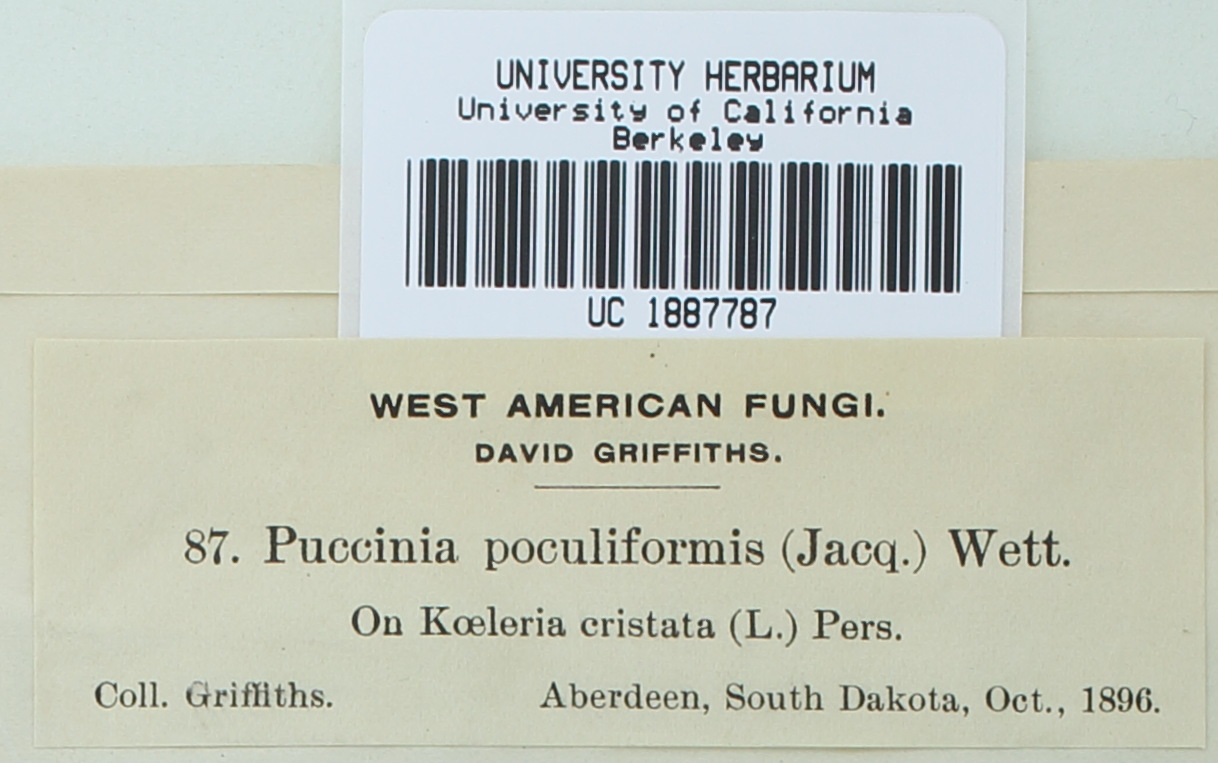 UNIVERSITY HERBARIUM
University of California
Berkeley
UC 1887787
WEST AMERICAN FUNGI.
DAVID GRIFFITHS.
87. Puccinia poculiformis (Jacq.) Wett.
On Kœleria cristata (L.) Pers.
Coll. Griffiths. Aberdeen, South Dakota, Oct., 1896.